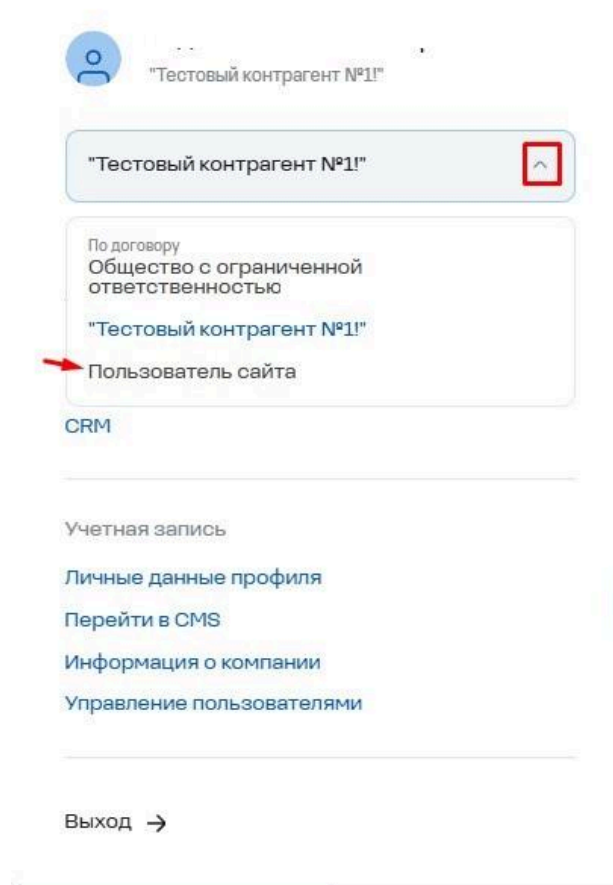 "Тестовый контрагент №1!"
"Тестовый контрагент №1!"
По договору
Общество с ограниченной
ответственностью
"Тестовый контрагент №1!"
Пользователь сайта
CRM
Учетная запись
Личные данные профиля
Перейти в CMS
Информация о компании
Управление пользователями
Выход